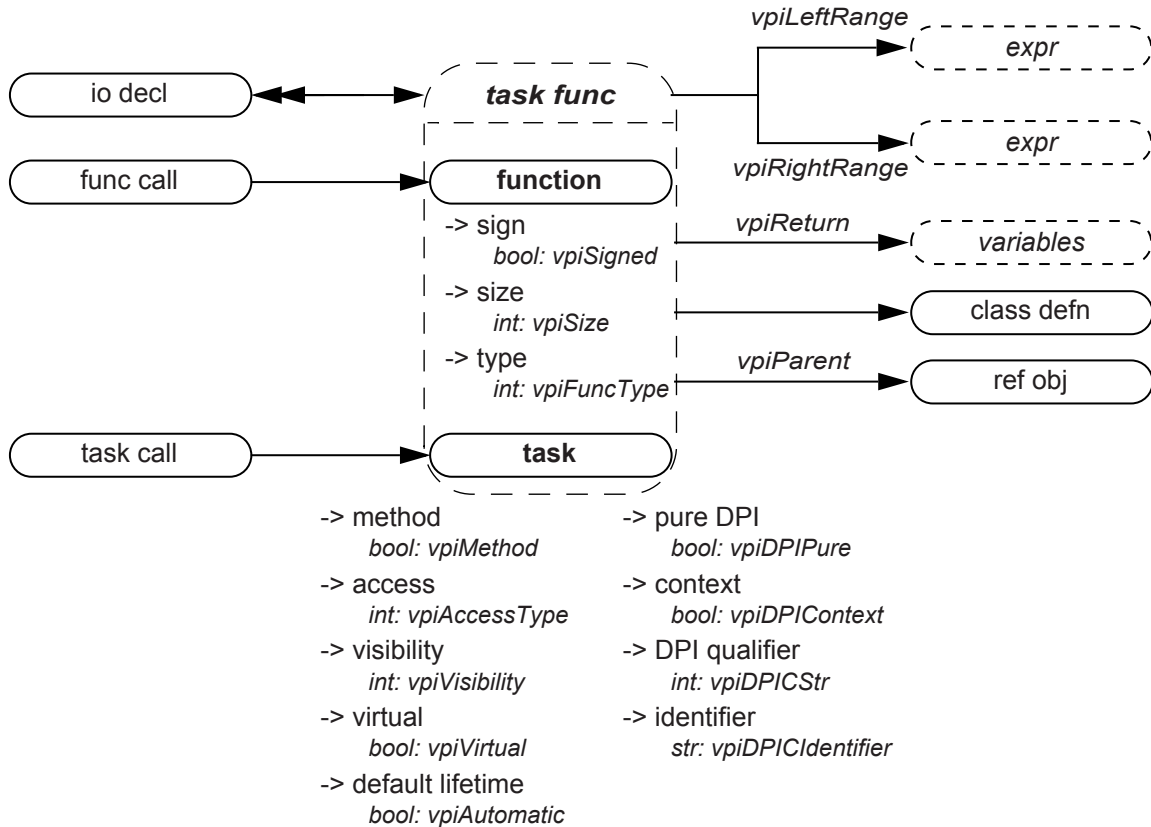 vpiLeftRange
expr
io decl
task func
expr
vpiRightRange
func call
function
-> sign
bool: vpiSigned
vpiReturn
variables
-> size
int: vpiSize
class defn
-> type
int: vpiFuncType
vpiParent
ref obj
task call
task
-> method
bool: vpiMethod
-> access
int: vpiAccessType
-> visibility
int: vpiVisibility
-> virtual
bool: vpiVirtual
-> default lifetime
bool: vpiAutomatic
-> pure DPI
bool: vpiDPIPure
-> context
bool: vpiDPIContext
-> DPI qualifier
int: vpiDPICStr
-> identifier
str: vpiDPICIdentifier